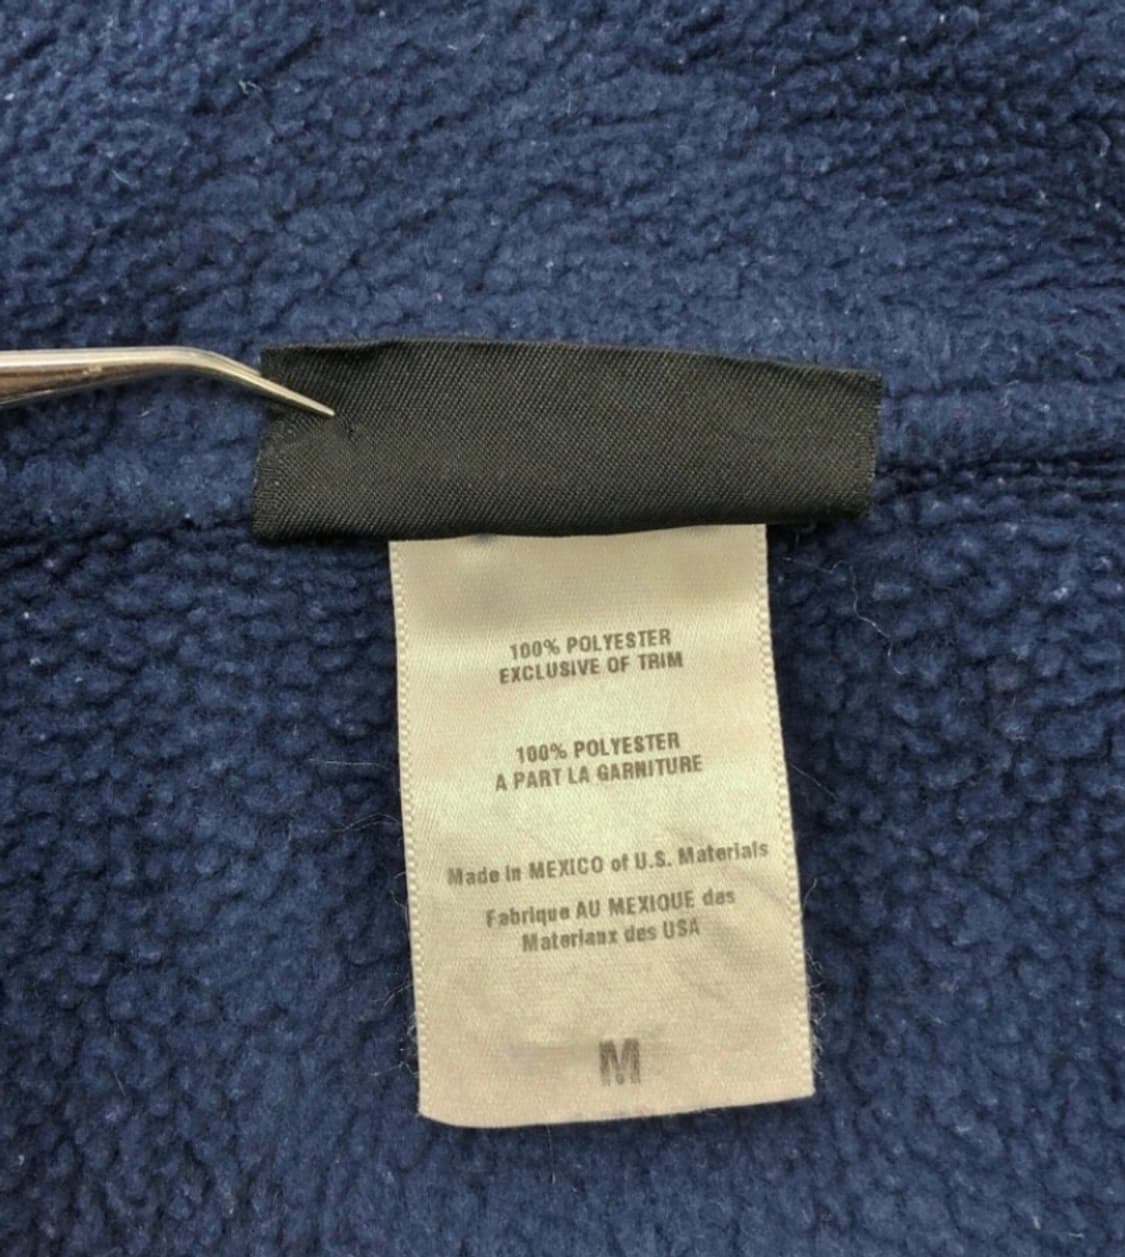 100% POLYESTER
EXCLUSIVE OF TRIM
100% POLYESTER
A PART LA GARNITURE
Made in MEXICO of U.S. Materials
Fabrique AU MEXIQUE des
Materiaux des USA
M